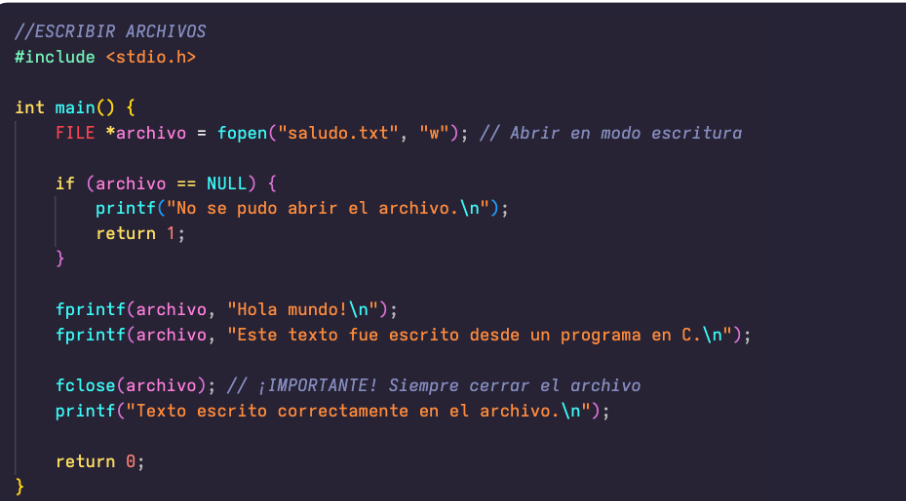 //ESCRIBIR ARCHIVOS
#include <stdio.h>
int main() {
FILE *archivo = fopen("saludo.txt", "w"); // Abrir en modo escritura
if (archivo == NULL) {
printf("No se pudo abrir el archivo.\n");
return 1;
}
fprintf(archivo, "Hola mundo!\n");
fprintf(archivo, "Este texto fue escrito desde un programa en C.\n");
fclose(archivo); // ¡IMPORTANTE! Siempre cerrar el archivo
printf("Texto escrito correctamente en el archivo.\n");
return 0;
}